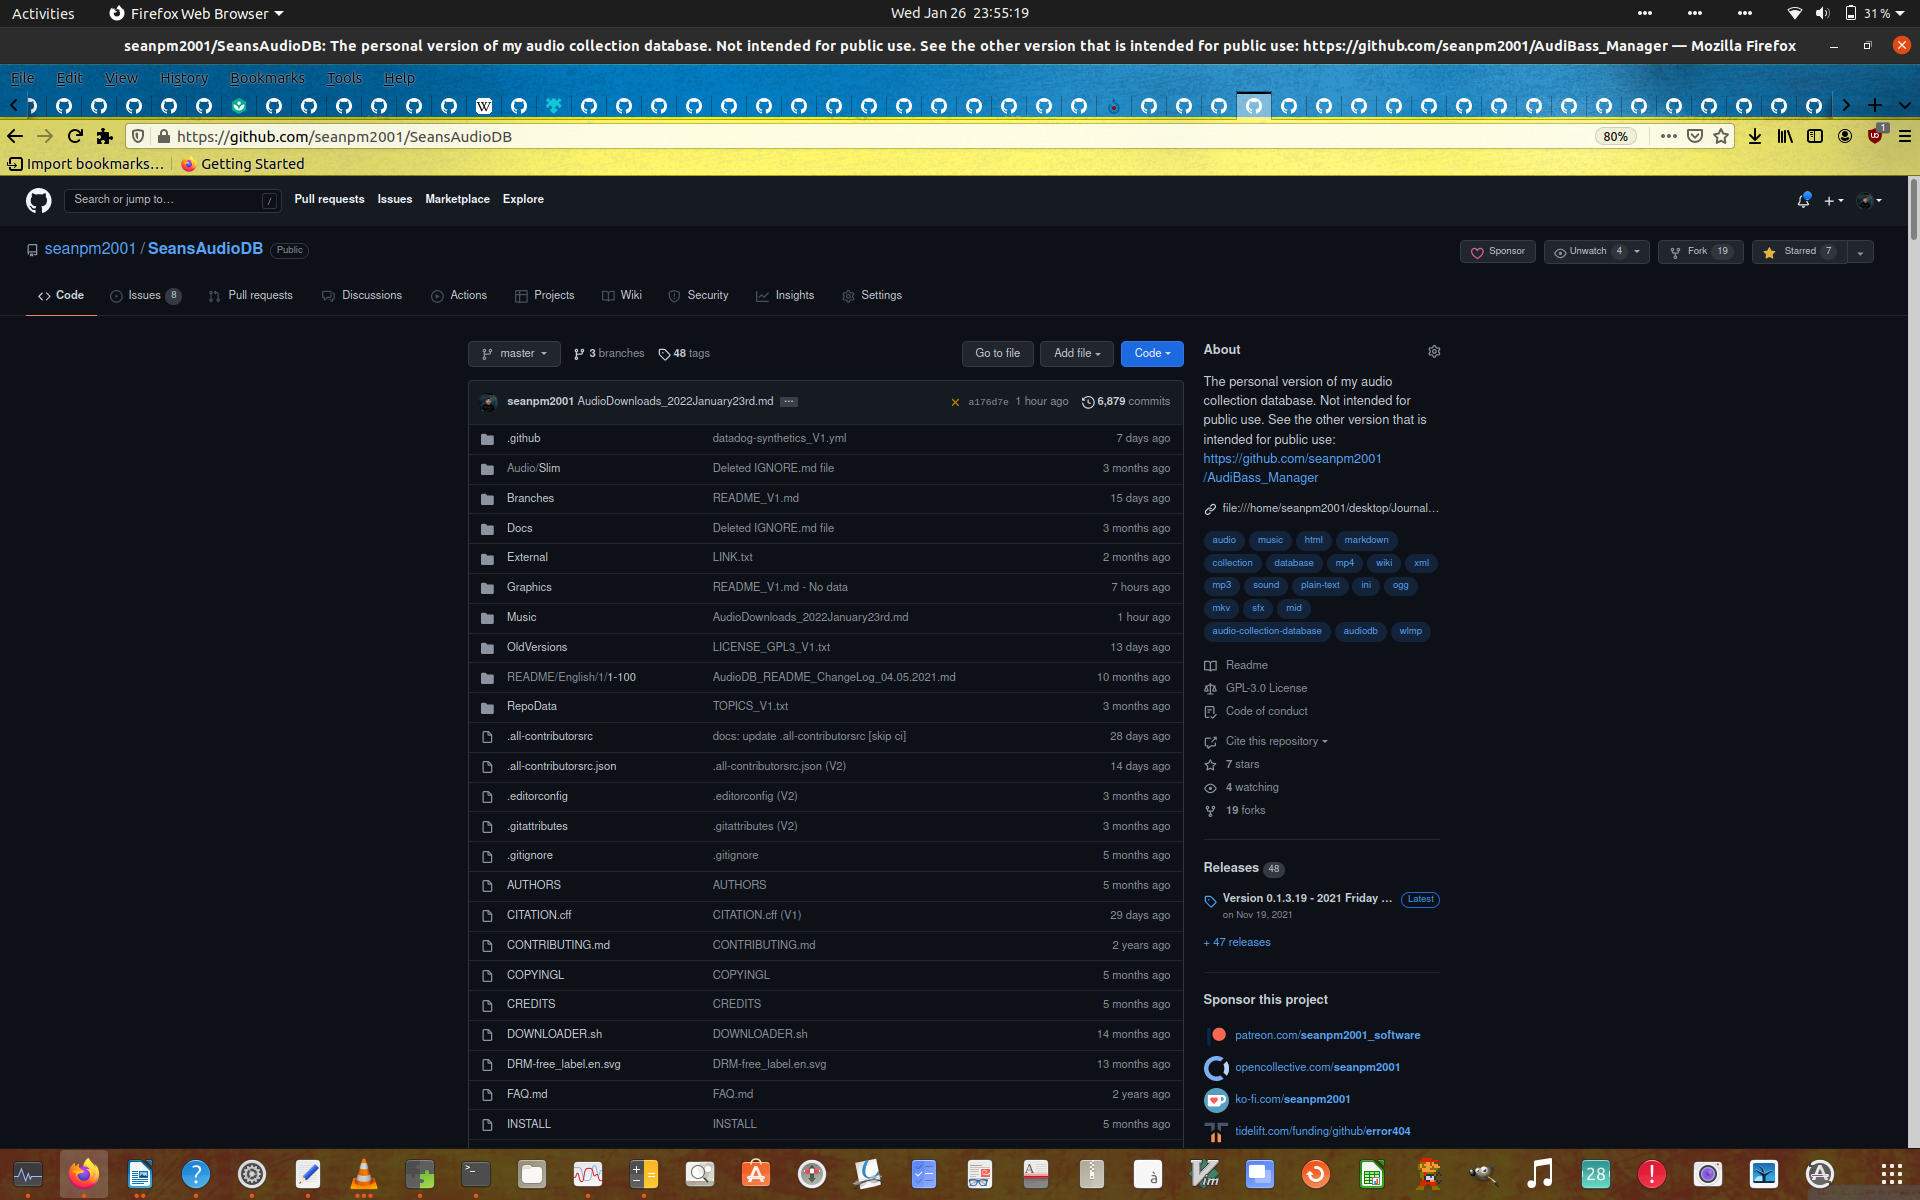 Activities
Firefox Web Browser
Wed Jan 26 23:55:19
31 %
seanpm2001/SeansAudioDB: The personal version of my audio collection database. Not intended for public use. See the other version that is intended for public use: https://github.com/seanpm2001/AudiBass_Manager — Mozilla Firefox
File Edit View History Bookmarks Tools Help
https://github.com/seanpm2001/SeansAudioDB
80%
1
Import bookmarks…
Getting Started
Search or jump to…
/
Pull requests
Issues
Marketplace
Explore
seanpm2001 / SeansAudioDB
Public
Sponsor
Unwatch 4
Fork 19
Starred 7
Code
Issues 8
Pull requests
Discussions
Actions
Projects
Wiki
Security
Insights
Settings
master
3 branches
48 tags
Go to file
Add file
Code
seanpm2001 AudioDownloads_2022January23rd.md ···
a176d7e 1 hour ago
6,879 commits
.github datadog-synthetics_V1.yml 7 days ago
Audio/Slim Deleted IGNORE.md file 3 months ago
Branches README_V1.md 15 days ago
Docs Deleted IGNORE.md file 3 months ago
External LINK.txt 2 months ago
Graphics README_V1.md - No data 7 hours ago
Music AudioDownloads_2022January23rd.md 1 hour ago
OldVersions LICENSE_GPL3_V1.txt 13 days ago
README/English/1/1-100 AudioDB_README_ChangeLog_04.05.2021.md 10 months ago
RepoData TOPICS_V1.txt 3 months ago
.all-contributorsrc docs: update .all-contributorsrc [skip ci] 28 days ago
.all-contributorsrc.json .all-contributorsrc.json (V2) 14 days ago
.editorconfig .editorconfig (V2) 3 months ago
.gitattributes .gitattributes (V2) 3 months ago
.gitignore .gitignore 5 months ago
AUTHORS AUTHORS 5 months ago
CITATION.cff CITATION.cff (V1) 29 days ago
CONTRIBUTING.md CONTRIBUTING.md 2 years ago
COPYINGL COPYINGL 5 months ago
CREDITS CREDITS 5 months ago
DOWNLOADER.sh DOWNLOADER.sh 14 months ago
DRM-free_label.en.svg DRM-free_label.en.svg 13 months ago
FAQ.md FAQ.md 2 years ago
INSTALL INSTALL 5 months ago
About
The personal version of my audio
collection database. Not intended for
public use. See the other version that is
intended for public use:
https://github.com/seanpm2001
/AudiBass_Manager
file:///home/seanpm2001/desktop/Journal...
audio music html markdown
collection database mp4 wiki xml
mp3 sound plain-text ini ogg
mkv sfx mid
audio-collection-database audiodb wlmp
Readme
GPL-3.0 License
Code of conduct
Cite this repository
7 stars
4 watching
19 forks
Releases 48
Version 0.1.3.19 - 2021 Friday ... Latest
on Nov 19, 2021
+ 47 releases
Sponsor this project
patreon.com/seanpm2001_software
opencollective.com/seanpm2001
ko-fi.com/seanpm2001
tidelift.com/funding/github/error404
28